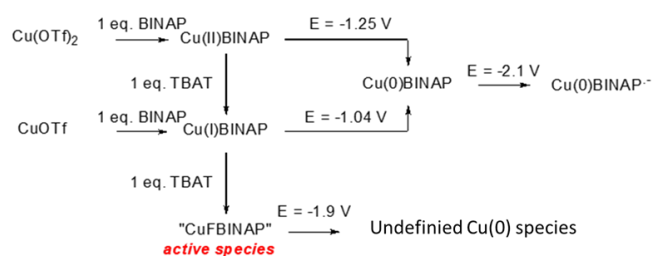 1 eq. BINAP
E = -1.25 V
Cu(OTf)2
Cu(II)BINAP
E = -2.1 V
1 eq. TBAT
Cu(0)BINAP
Cu(0)BINAP.-
1 eq. BINAP
E = -1.04 V
CuOTf
Cu(I)BINAP
1 eq. TBAT
E = -1.9 V
"CuFBINAP"
Undefinied Cu(0) species
active species